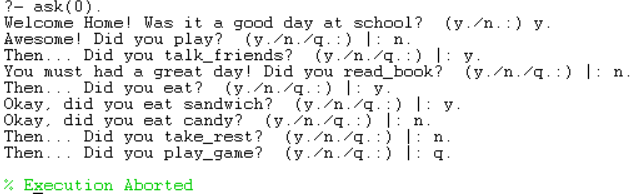 ?- ask(0).
Welcome Home! Was it a good day at school?  (y./n.:) y.
Awesome! Did you play?  (y./n./q.:) |: n.
Then... Did you talk_friends?  (y./n./q.:) |: y.
You must had a great day! Did you read_book?  (y./n./q.:) |: n.
Then... Did you eat?  (y./n./q.:) |: y.
Okay, did you eat sandwich?  (y./n./q.:) |: y.
Okay, did you eat candy?  (y./n./q.:) |: n.
Then... Did you take_rest?  (y./n./q.:) |: n.
Then... Did you play_game?  (y./n./q.:) |: q.
% Execution Aborted